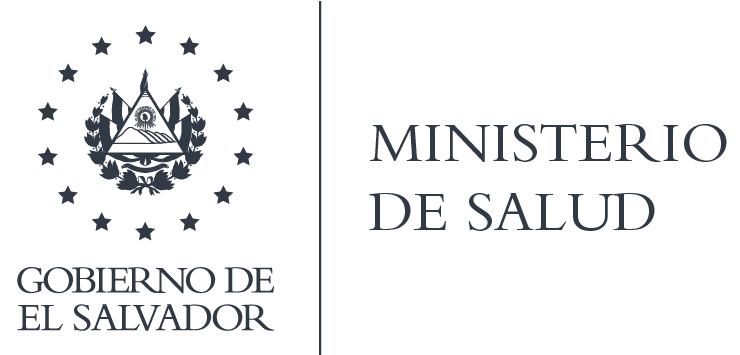 GOBIERNO DE
EL SALVADOR
MINISTERIO
DE SALUD